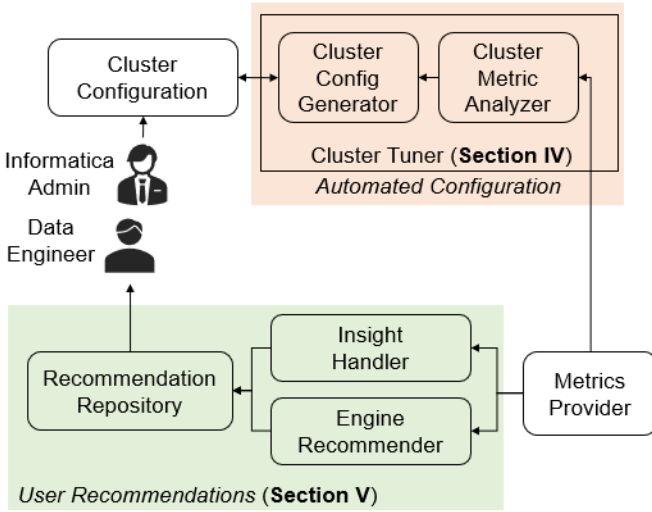 Cluster
Configuration
Cluster
Config
Generator
Cluster
Metric
Analyzer
Cluster Tuner (Section IV)
Automated Configuration
Informatica
Admin
Data
Engineer
Insight
Handler
Recommendation
Repository
Engine
Recommender
Metrics
Provider
User Recommendations (Section V)